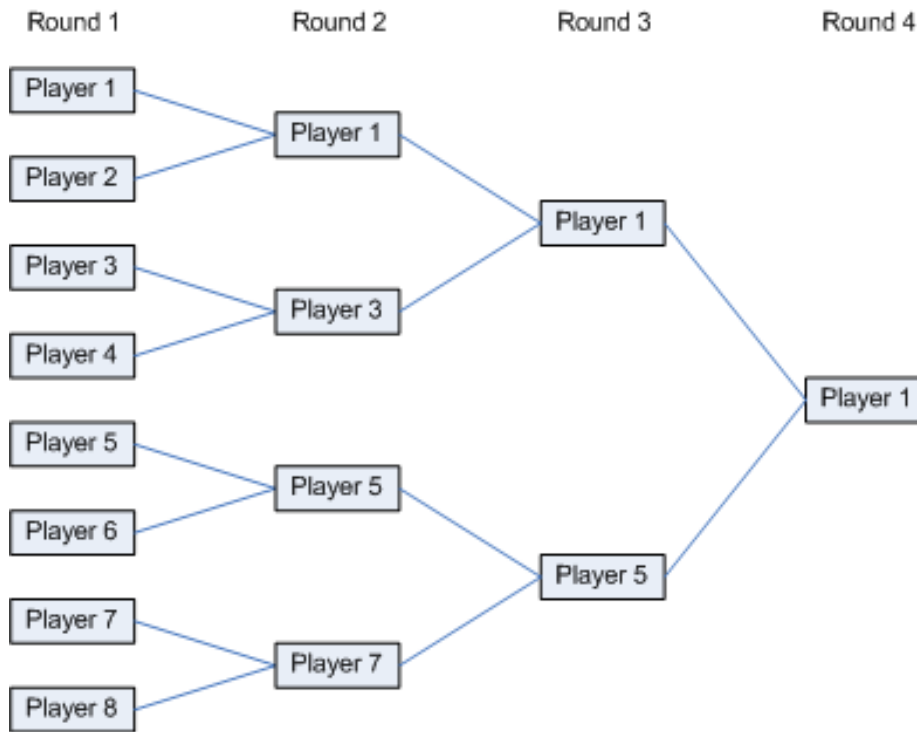 Round 1
Round 2
Round 3
Round 4
Player 1
Player 2
Player 3
Player 4
Player 5
Player 6
Player 7
Player 8
Player 1
Player 3
Player 5
Player 7
Player 1
Player 5
Player 1